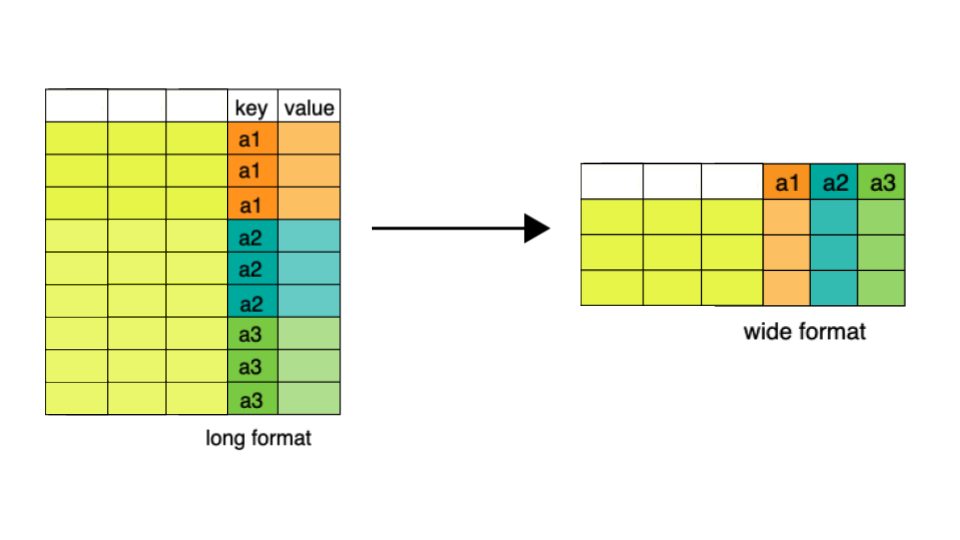 key value
a1
a1
a1
a2
a2
a2
a3
a3
a3
long format
a1 a2 a3
wide format